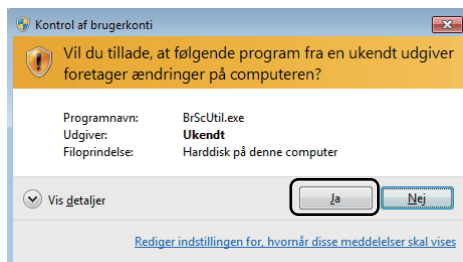 Kontrol af brugerkonti
Vil du tillade, at følgende program fra en ukendt udgiver
foretager ændringer på computeren?
Programnavn: BrScUtil.exe
Udgiver: Ukendt
Filoprindelse: Harddisk på denne computer
Vis detaljer Ja Nej
Rediger indstillingen for, hvornår disse meddelelser skal vises